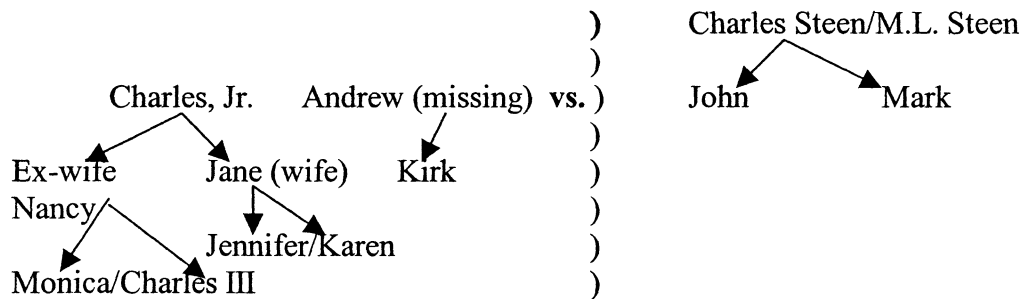 ) Charles Steen/M.L. Steen
)
Charles, Jr. Andrew (missing) vs. ) John Mark
)
Ex-wife Jane (wife) Kirk )
Nancy )
Jennifer/Karen )
Monica/Charles III )